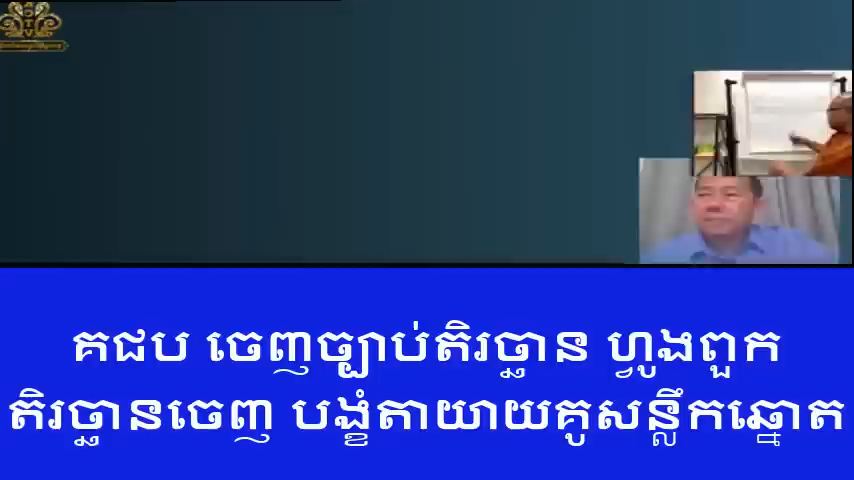 គជប ចេញច្បាប់តិរច្ឆាន ហ្វូងពួក
តិរច្ឆានចេញ បង្ខំតាយាយគូសន្លឹកឆ្នោត